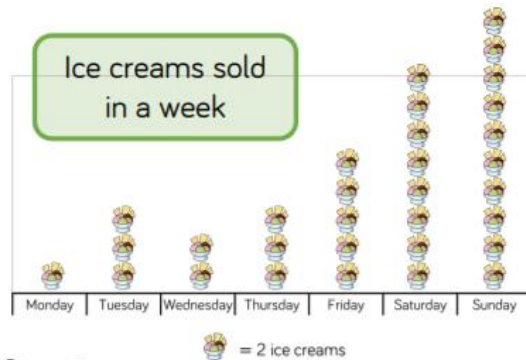 Ice creams sold
in a week
Monday Tuesday Wednesday Thursday Friday Saturday Sunday
= 2 ice creams